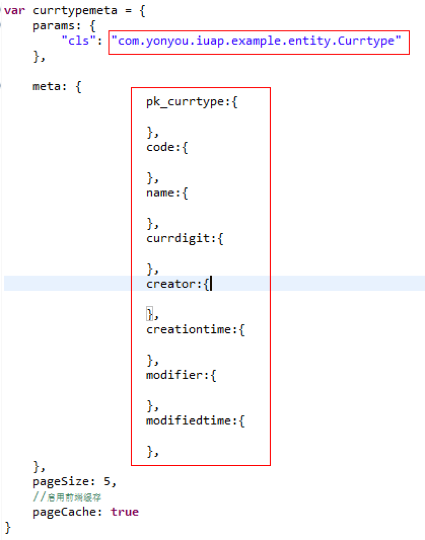 var currtypemeta = {
params: {
"cls": "com.yonyou.iuap.example.entity.Currtype"
},
meta: {
pk_currtype:{
},
code:{
},
name:{
},
currdigit:{
},
creator:{
},
creationtime:{
},
modifier:{
},
modifiedtime:{
},
},
pageSize: 5,
//启用前端缓存
pageCache: true
}